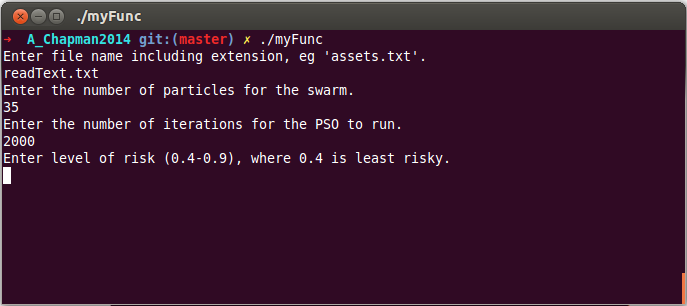 ./myFunc
→ A_Chapman2014 git:(master) ✗ ./myFunc
Enter file name including extension, eg 'assets.txt'.
readText.txt
Enter the number of particles for the swarm.
35
Enter the number of iterations for the PSO to run.
2000
Enter level of risk (0.4-0.9), where 0.4 is least risky.